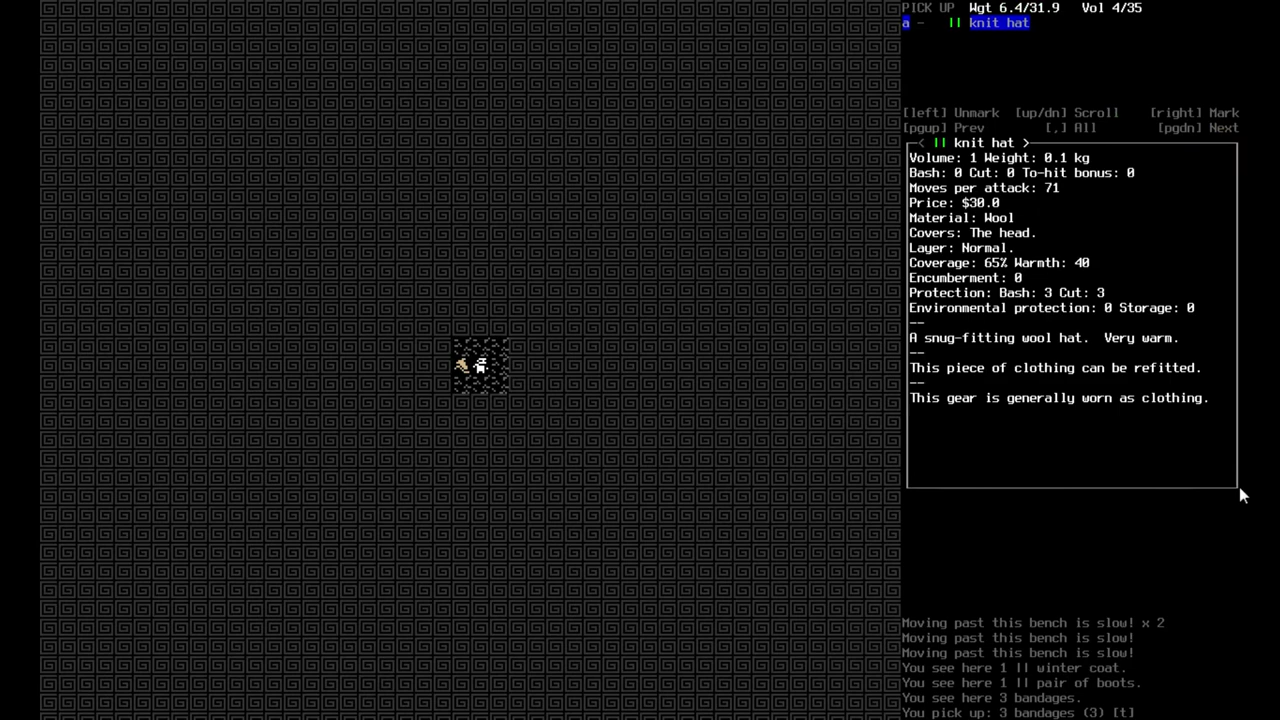 PICK UP Wgt 6.4/31.9 Vol 4/35
a - || knit hat
[left] Unmark [up/dn] Scroll [right] Mark
[pgup] Prev [,] All [pgdn] Next
< || knit hat >
Volume: 1 Weight: 0.1 kg
Bash: 0 Cut: 0 To-hit bonus: 0
Moves per attack: 71
Price: $30.0
Material: Wool
Covers: The head.
Layer: Normal.
Coverage: 65% Warmth: 40
Encumberment: 0
Protection: Bash: 3 Cut: 3
Environmental protection: 0 Storage: 0
--
A snug-fitting wool hat.  Very warm.
--
This piece of clothing can be refitted.
--
This gear is generally worn as clothing.
Moving past this bench is slow! x 2
Moving past this bench is slow!
Moving past this bench is slow!
You see here 1 || winter coat.
You see here 1 || pair of boots.
You see here 3 bandages.
You pick up: 3 bandages (3) [t]